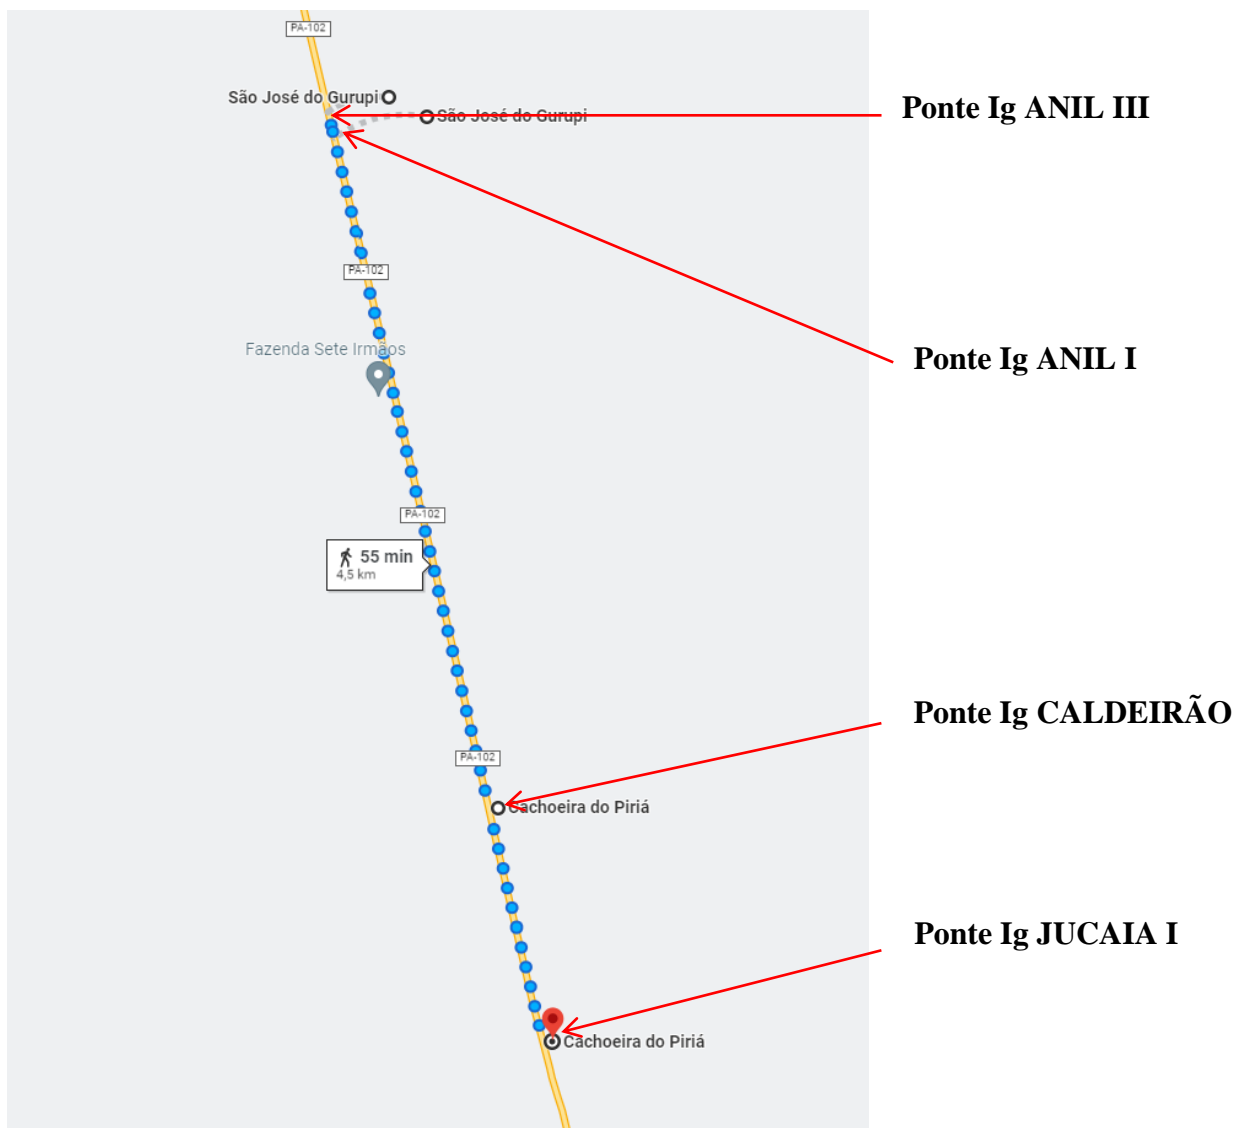 PA-102
São José do Gurupi
São José do Gurupi
Ponte Ig ANIL III
PA-102
Fazenda Sete Irmãos
Ponte Ig ANIL I
PA-102
55 min
4,5 km
Ponte Ig CALDEIRÃO
PA-102
Cachoeira do Piriá
Ponte Ig JUCAIA I
Cachoeira do Piriá